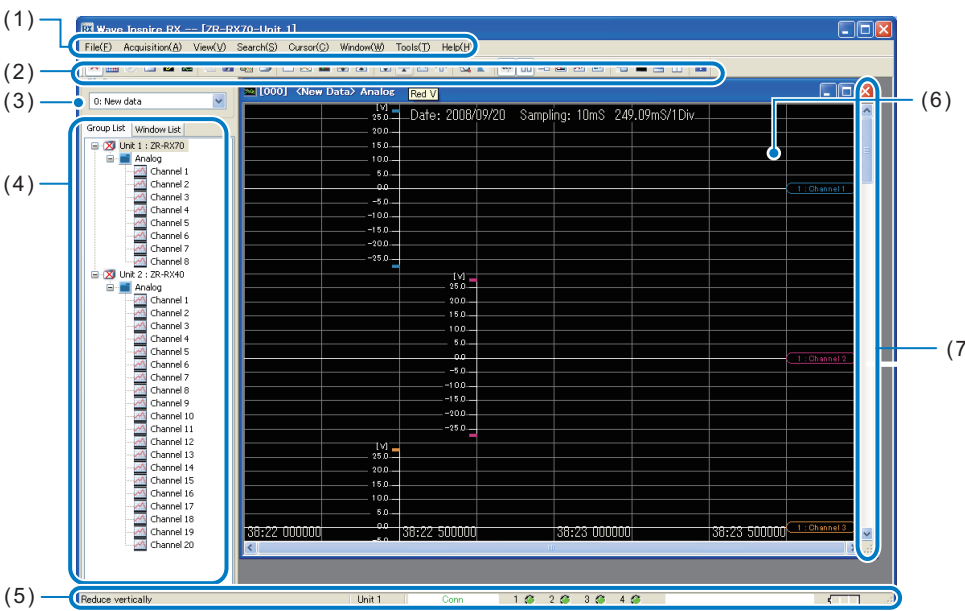 (1)
Wave Inspire RX -- [ZR-RX70-Unit 1]
File(F) Acquisition(A) View(V) Search(S) Cursor(C) Window(W) Tools(T) Help(H)
(2)
(3)
0: New data
[000] <New Data> Analog
Red V
(4)
Group List Window List
Unit 1 : ZR-RX70
Analog
Channel 1
Channel 2
Channel 3
Channel 4
Channel 5
Channel 6
Channel 7
Channel 8
Unit 2 : ZR-RX40
Analog
Channel 1
Channel 2
Channel 3
Channel 4
Channel 5
Channel 6
Channel 7
Channel 8
Channel 9
Channel 10
Channel 11
Channel 12
Channel 13
Channel 14
Channel 15
Channel 16
Channel 17
Channel 18
Channel 19
Channel 20
Date: 2008/09/20 Sampling: 10mS 249.09mS/1Div
(6)
[V]
25.0
20.0
15.0
10.0
5.0
0.0
-5.0
-10.0
-15.0
-20.0
-25.0
1 : Channel 1
[V]
25.0
20.0
15.0
10.0
5.0
0.0
-5.0
-10.0
-15.0
-20.0
-25.0
1 : Channel 2
(7
[V]
25.0
20.0
15.0
10.0
5.0
0.0
-5.0
1 : Channel 3
38:22 000000 38:22 500000 38:23 000000 38:23 500000
(5)
Reduce vertically Unit 1 Conn 1 2 3 4